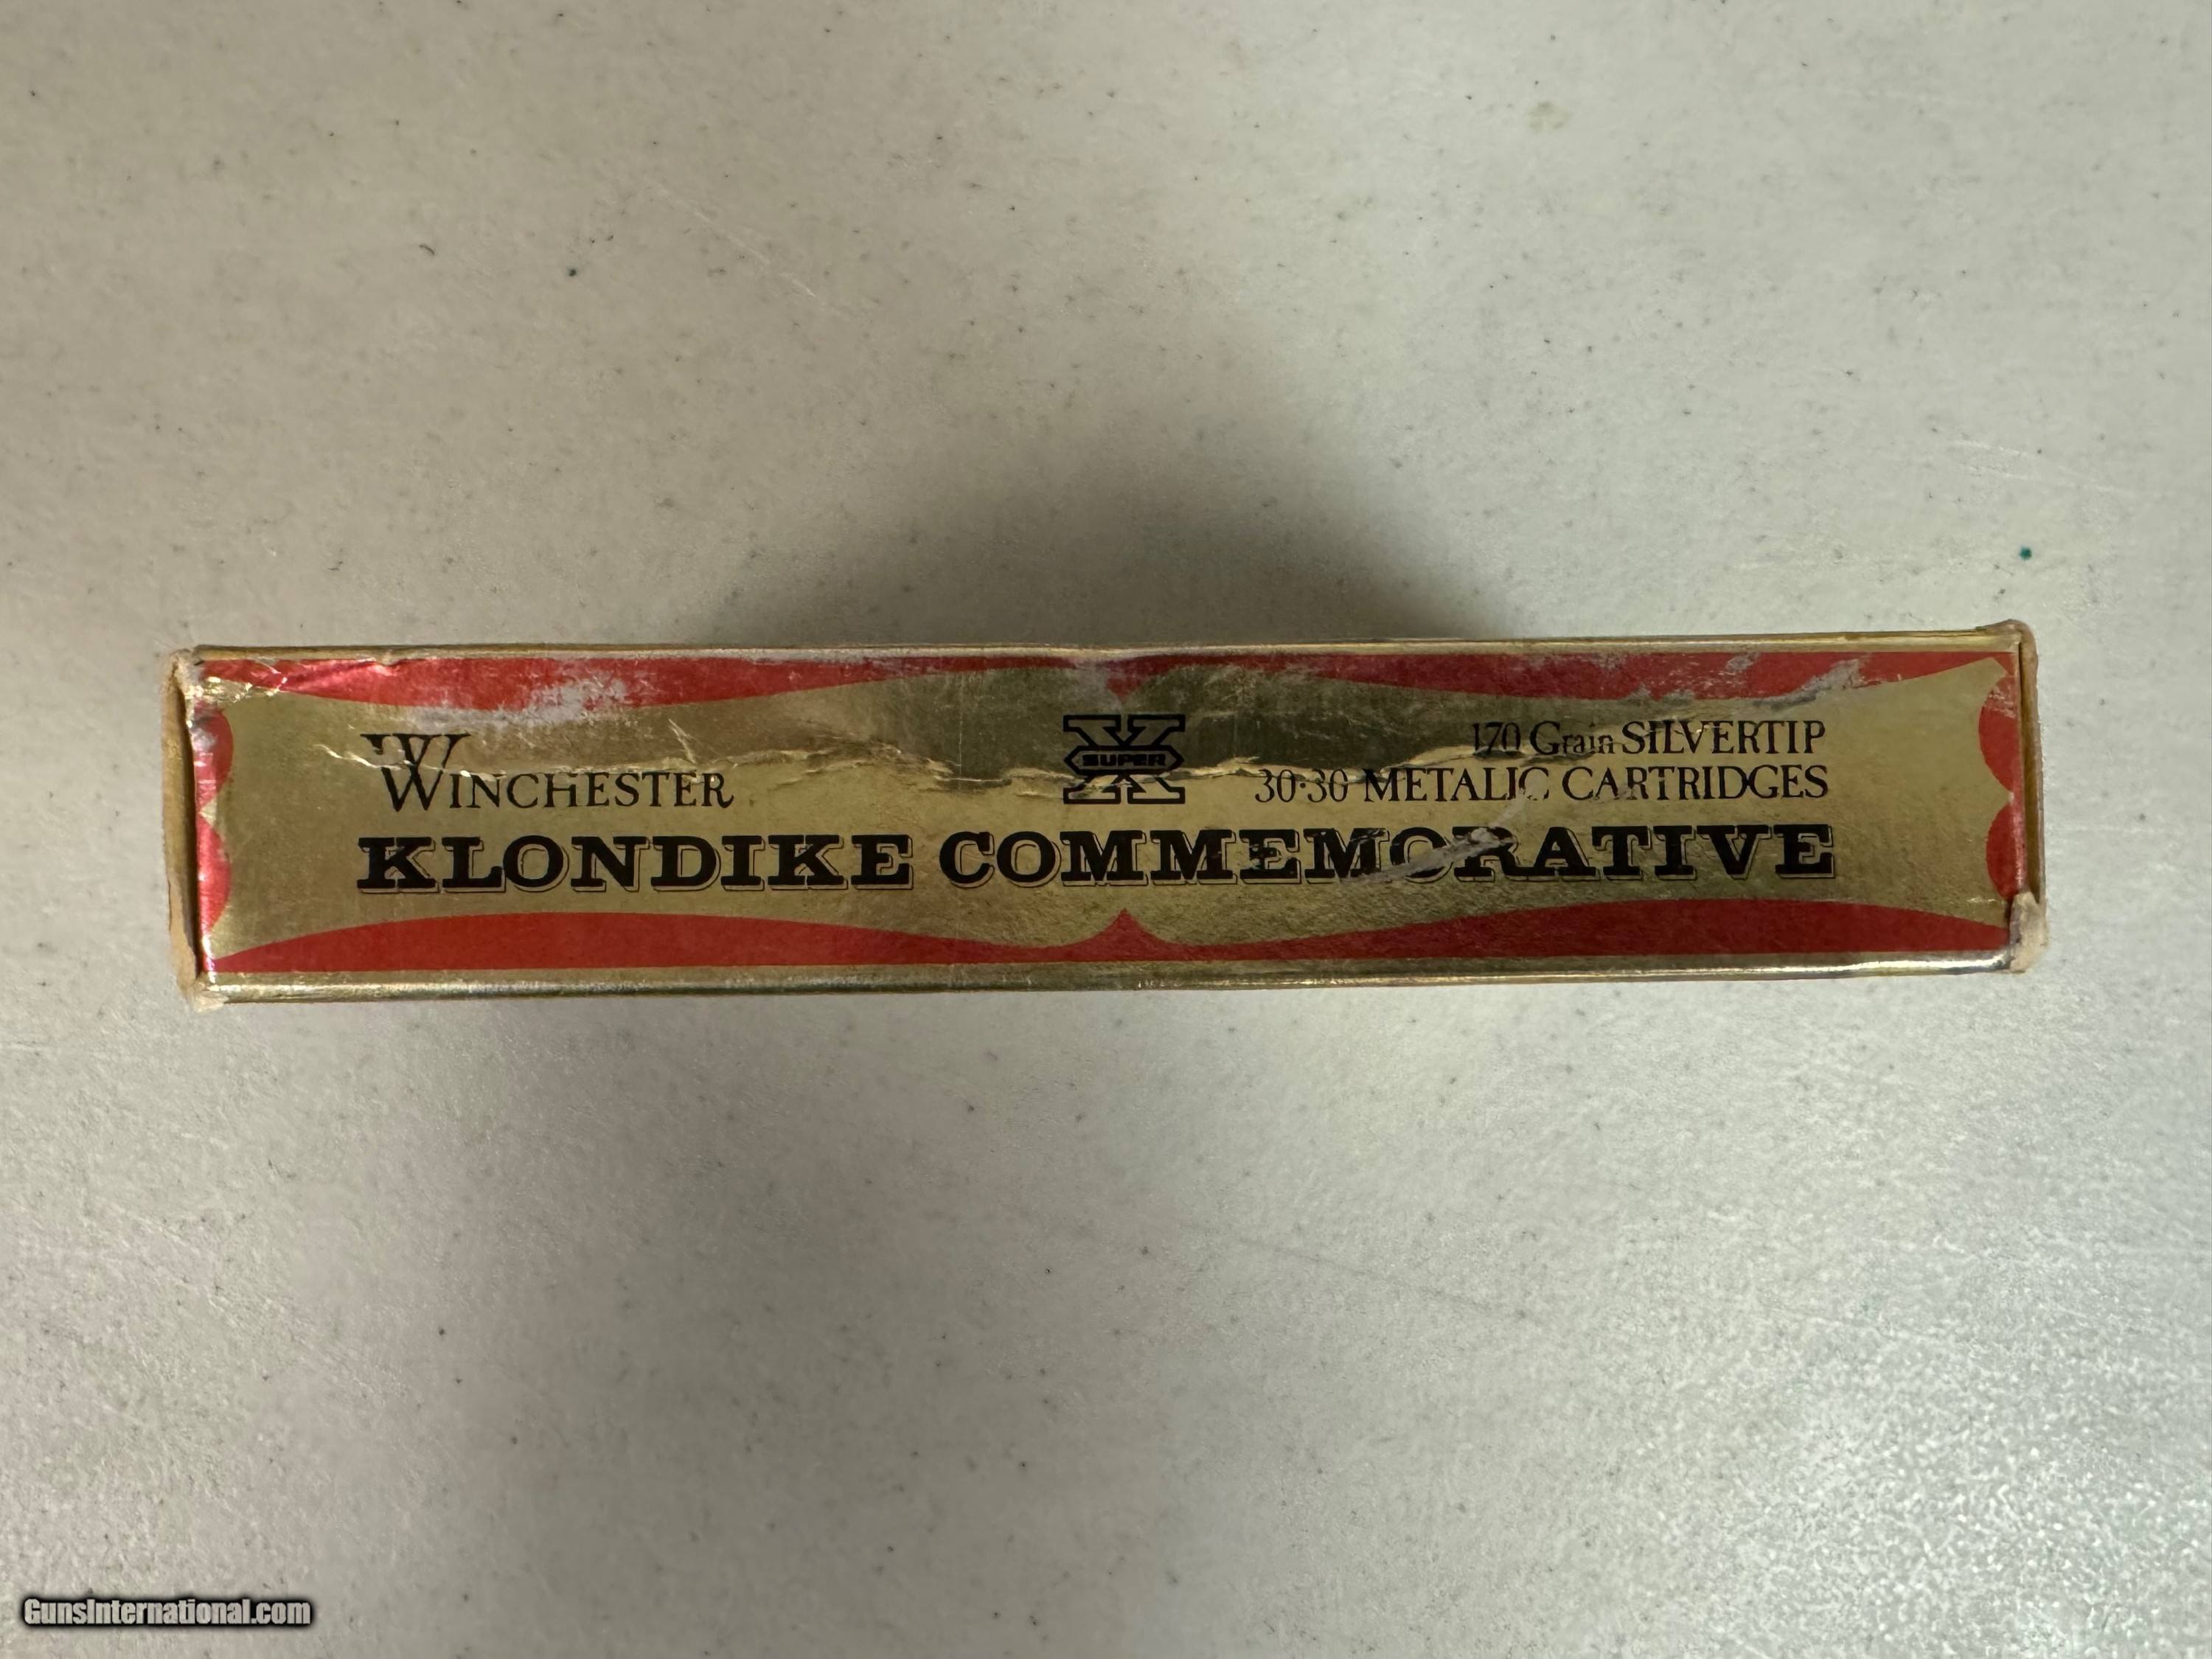 WINCHESTER
SUPER X
170 Grain SILVERTIP
30·30 METALIC CARTRIDGES
KLONDIKE COMMEMORATIVE
GunsInternational.com